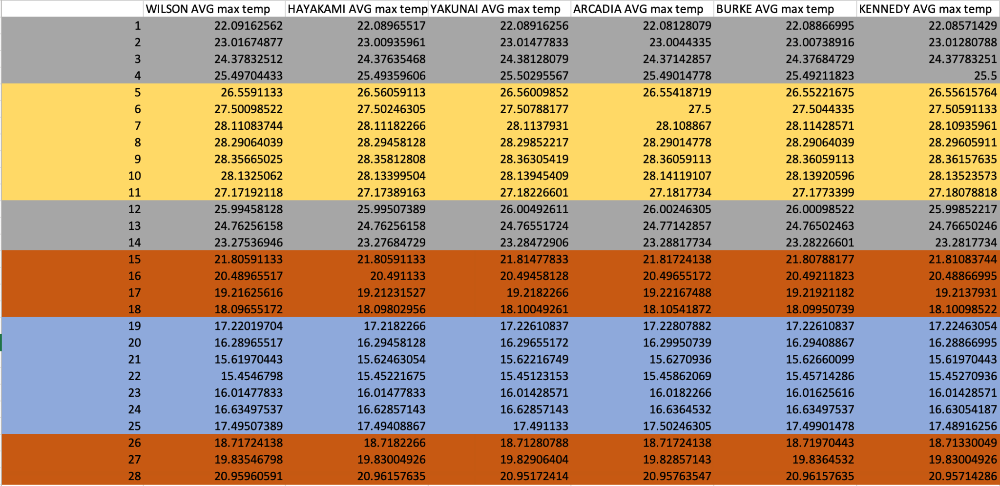 WILSON AVG max temp HAYAKAMI AVG max temp YAKUNAI AVG max temp ARCADIA AVG max temp BURKE AVG max temp KENNEDY AVG max temp
1 22.09162562 22.08965517 22.08916256 22.08128079 22.08866995 22.08571429
2 23.01674877 23.00935961 23.01477833 23.0044335 23.00738916 23.01280788
3 24.37832512 24.37635468 24.38128079 24.37142857 24.37684729 24.37783251
4 25.49704433 25.49359606 25.50295567 25.49014778 25.49211823 25.5
5 26.5591133 26.56059113 26.56009852 26.55418719 26.55221675 26.55615764
6 27.50098522 27.50246305 27.50788177 27.5 27.5044335 27.50591133
7 28.11083744 28.11182266 28.1137931 28.108867 28.11428571 28.10935961
8 28.29064039 28.29458128 28.29852217 28.29014778 28.29064039 28.29605911
9 28.35665025 28.35812808 28.36305419 28.36059113 28.36059113 28.36157635
10 28.1325062 28.13399504 28.13945409 28.14119107 28.13920596 28.13523573
11 27.17192118 27.17389163 27.18226601 27.1817734 27.1773399 27.18078818
12 25.99458128 25.99507389 26.00492611 26.00246305 26.00098522 25.99852217
13 24.76256158 24.76256158 24.76551724 24.77142857 24.76502463 24.76650246
14 23.27536946 23.27684729 23.28472906 23.28817734 23.28226601 23.2817734
15 21.80591133 21.80591133 21.81477833 21.81724138 21.80788177 21.81083744
16 20.48965517 20.491133 20.49458128 20.49655172 20.49211823 20.48866995
17 19.21625616 19.21231527 19.2182266 19.22167488 19.21921182 19.2137931
18 18.09655172 18.09802956 18.10049261 18.10541872 18.09950739 18.10098522
19 17.22019704 17.2182266 17.22610837 17.22807882 17.22610837 17.22463054
20 16.28965517 16.29458128 16.29655172 16.29950739 16.29408867 16.28866995
21 15.61970443 15.62463054 15.62216749 15.6270936 15.62660099 15.61970443
22 15.4546798 15.45221675 15.45123153 15.45862069 15.45714286 15.45270936
23 16.01477833 16.01477833 16.01428571 16.0182266 16.01625616 16.01428571
24 16.63497537 16.62857143 16.62857143 16.6364532 16.63497537 16.63054187
25 17.49507389 17.49408867 17.491133 17.50246305 17.49901478 17.48916256
26 18.71724138 18.7182266 18.71280788 18.71724138 18.71970443 18.71330049
27 19.83546798 19.83004926 19.82906404 19.82857143 19.8364532 19.83004926
28 20.95960591 20.96157635 20.95172414 20.95763547 20.96157635 20.95714286